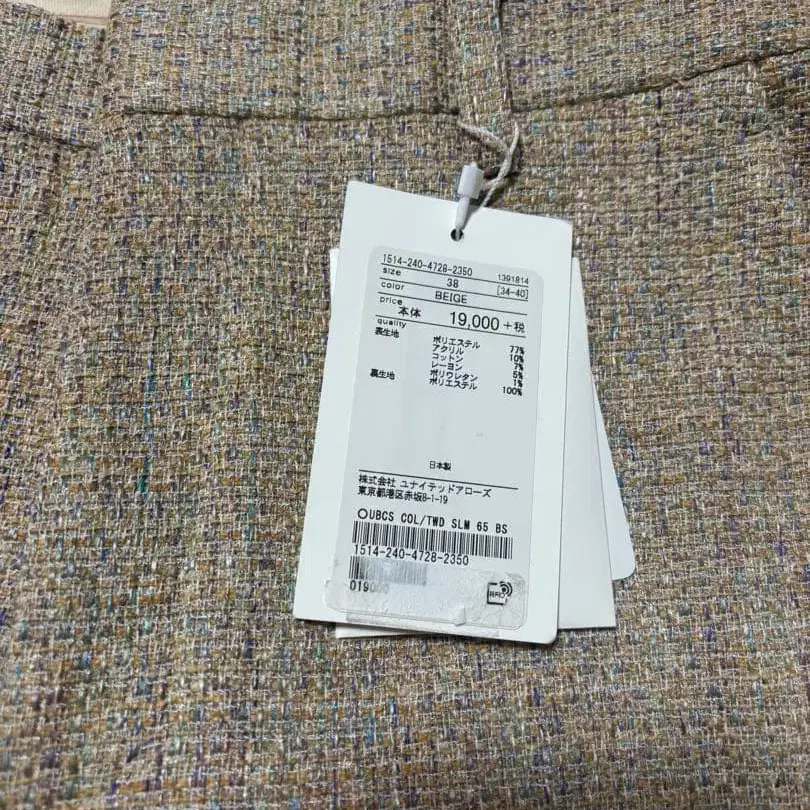 1514-240-4728-2350 1391814
size 38 [34-40]
color BEIGE
price 本体 19,000 +税
quality
表生地 ポリエステル 77%
アクリル 10%
コットン 7%
レーヨン 5%
ポリウレタン 1%
裏生地 ポリエステル 100%
日本製
株式会社 ユナイテッドアローズ
東京都港区赤坂8-1-19
○UBCS COL/TWD SLM 65 BS
1514-240-4728-2350
RFID